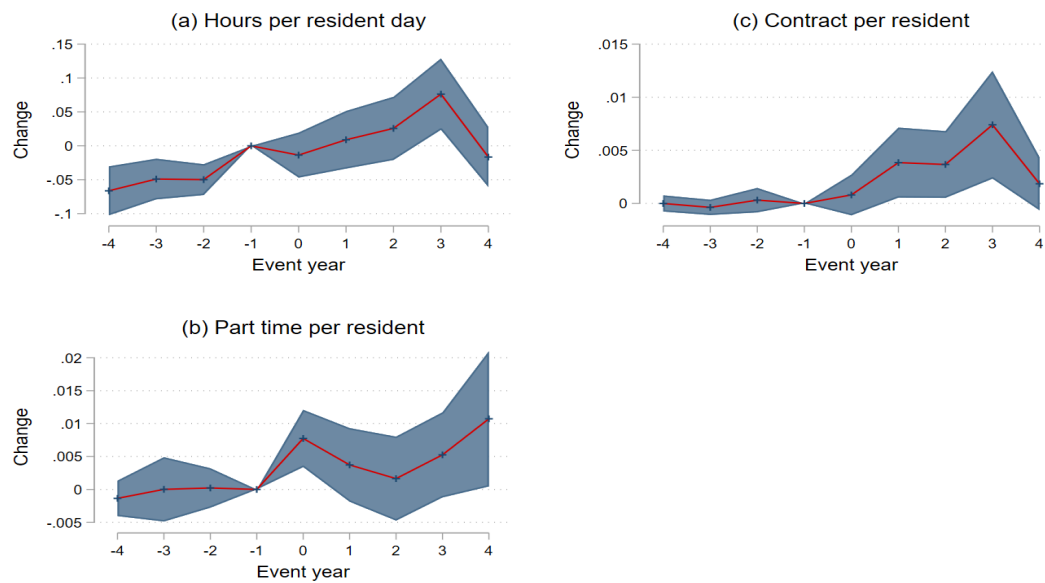 (a) Hours per resident day
.15
.1
.05
0
-.05
-.1
Change
-4 -3 -2 -1 0 1 2 3 4
Event year
(c) Contract per resident
.015
.01
.005
0
Change
-4 -3 -2 -1 0 1 2 3 4
Event year
(b) Part time per resident
.02
.015
.01
.005
0
-.005
Change
-4 -3 -2 -1 0 1 2 3 4
Event year